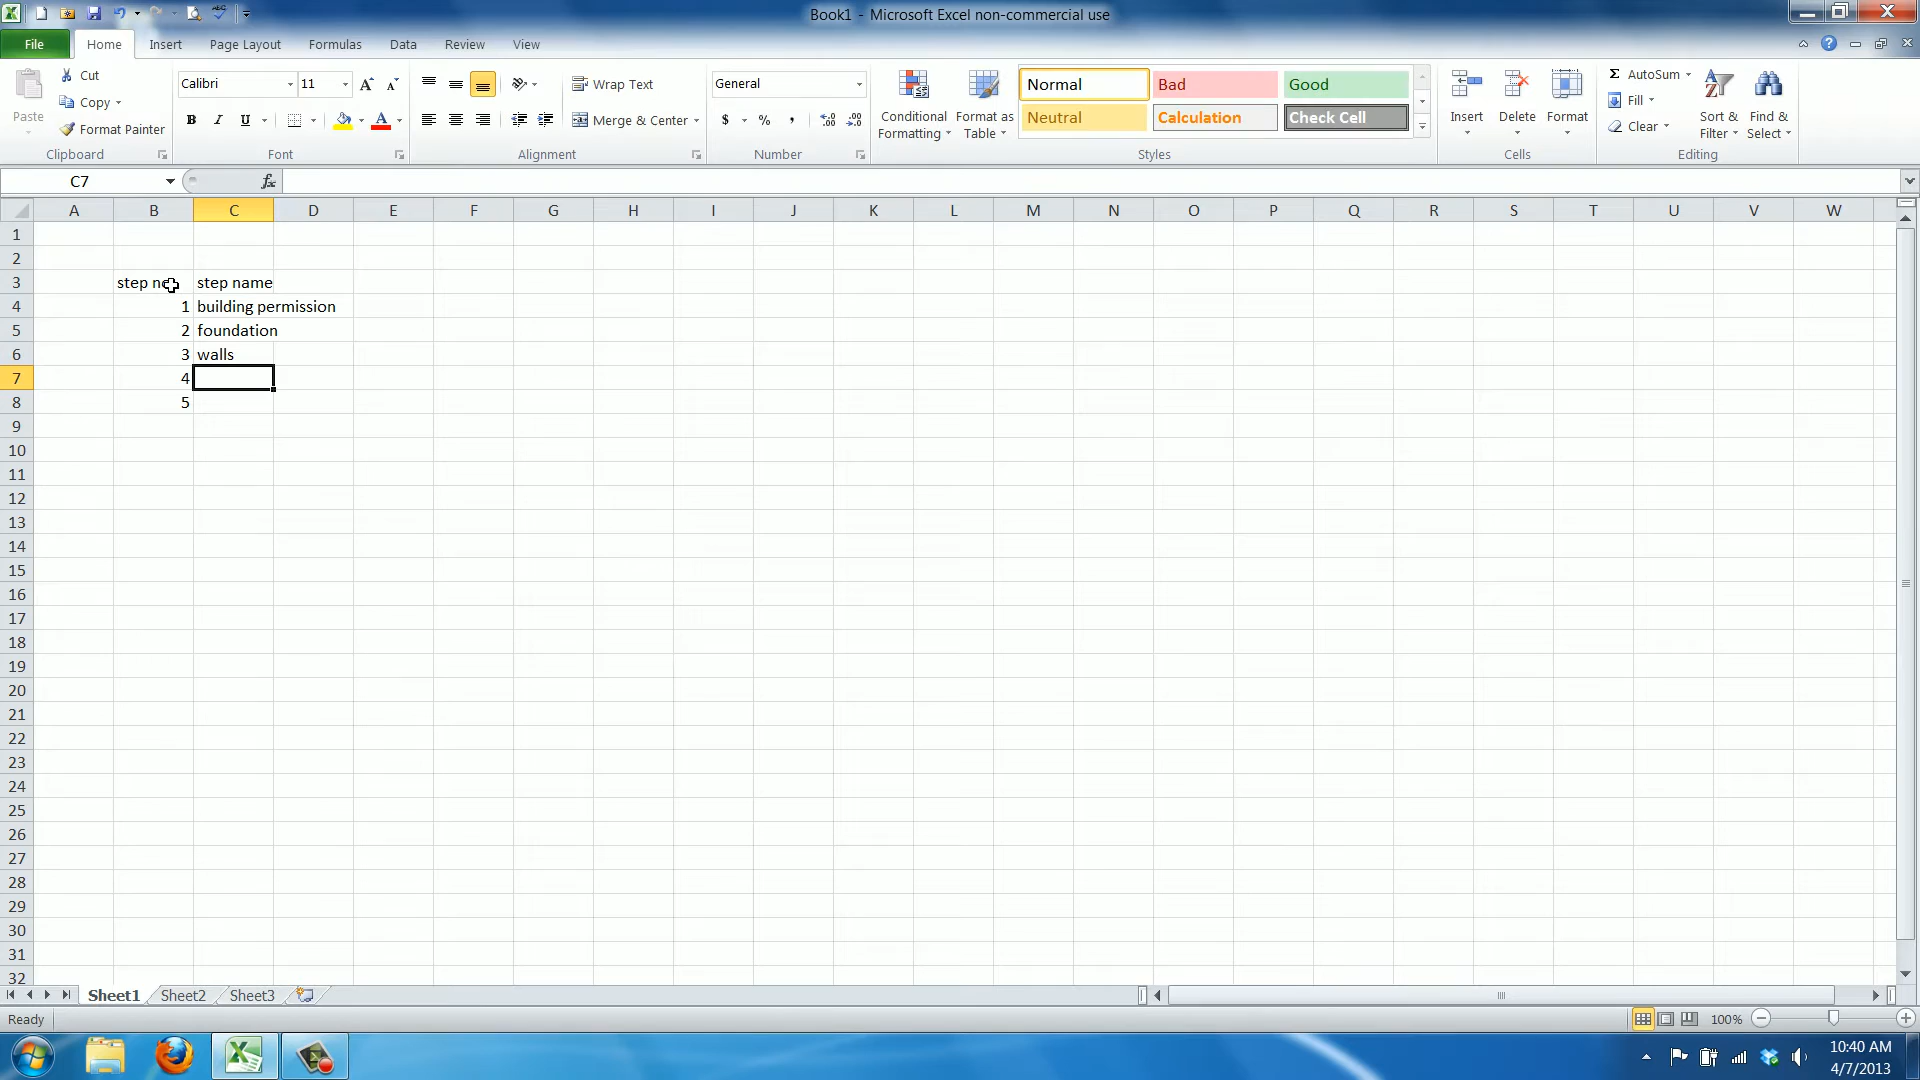 Book1 - Microsoft Excel non-commercial use
File Home Insert Page Layout Formulas Data Review View
Cut
Copy
Format Painter
Paste
Clipboard
Calibri 11
B I U
Font
Wrap Text
Merge & Center
Alignment
General
$ % ,
Number
Conditional Formatting
Format as Table
Normal Bad Good
Neutral Calculation Check Cell
Styles
Insert Delete Format
Cells
AutoSum
Fill
Clear
Sort & Filter
Find & Select
Editing
C7
fx
A B C D E F G H I J K L M N O P Q R S T U V W
1
2
3 step name
4 1 building permission
5 2 foundation
6 3 walls
7 4
8 5
9
10
11
12
13
14
15
16
17
18
19
20
21
22
23
24
25
26
27
28
29
30
31
32
Sheet1 Sheet2 Sheet3
Ready
100%
10:40 AM
4/7/2013